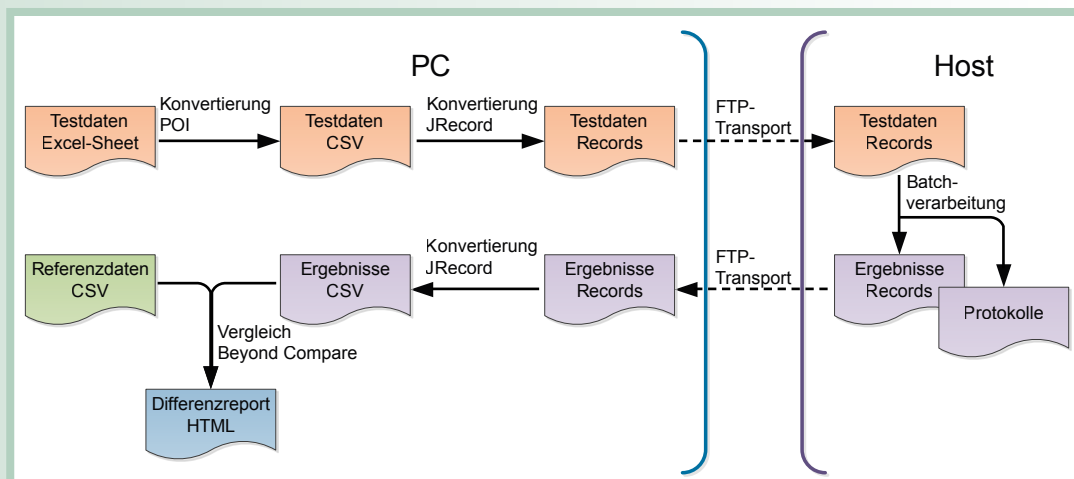 PC
Host
Testdaten
Excel-Sheet
Konvertierung
POI
Testdaten
CSV
Konvertierung
JRecord
Testdaten
Records
FTP-
Transport
Testdaten
Records
Batch-
verarbeitung
Referenzdaten
CSV
Ergebnisse
CSV
Konvertierung
JRecord
Ergebnisse
Records
FTP-
Transport
Ergebnisse
Records
Protokolle
Vergleich
Beyond Compare
Differenzreport
HTML